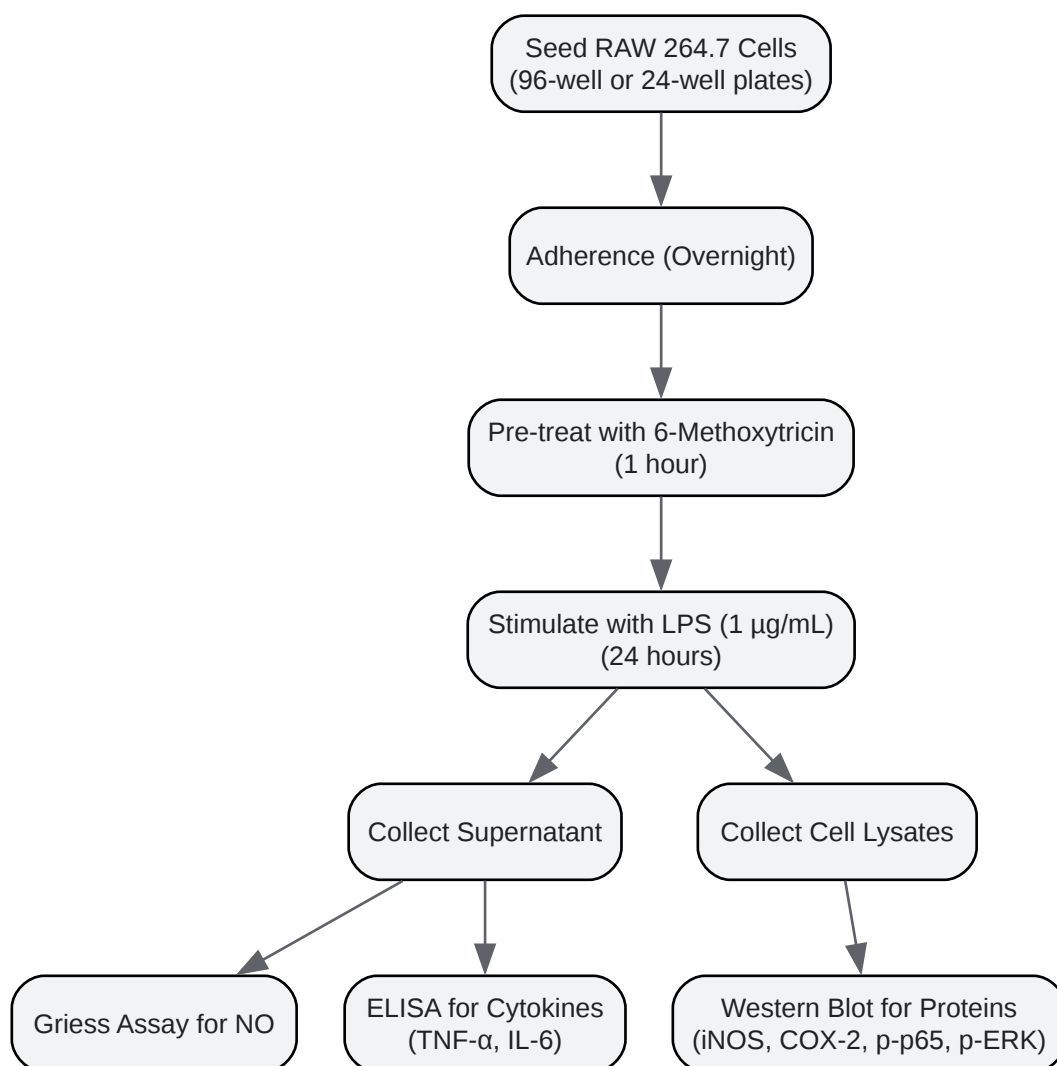 Seed RAW 264.7 Cells
(96-well or 24-well plates)
Adherence (Overnight)
Pre-treat with 6-Methoxytricin
(1 hour)
Stimulate with LPS (1 µg/mL)
(24 hours)
Collect Supernatant
Collect Cell Lysates
Griess Assay for NO
ELISA for Cytokines
(TNF-α, IL-6)
Western Blot for Proteins
(iNOS, COX-2, p-p65, p-ERK)